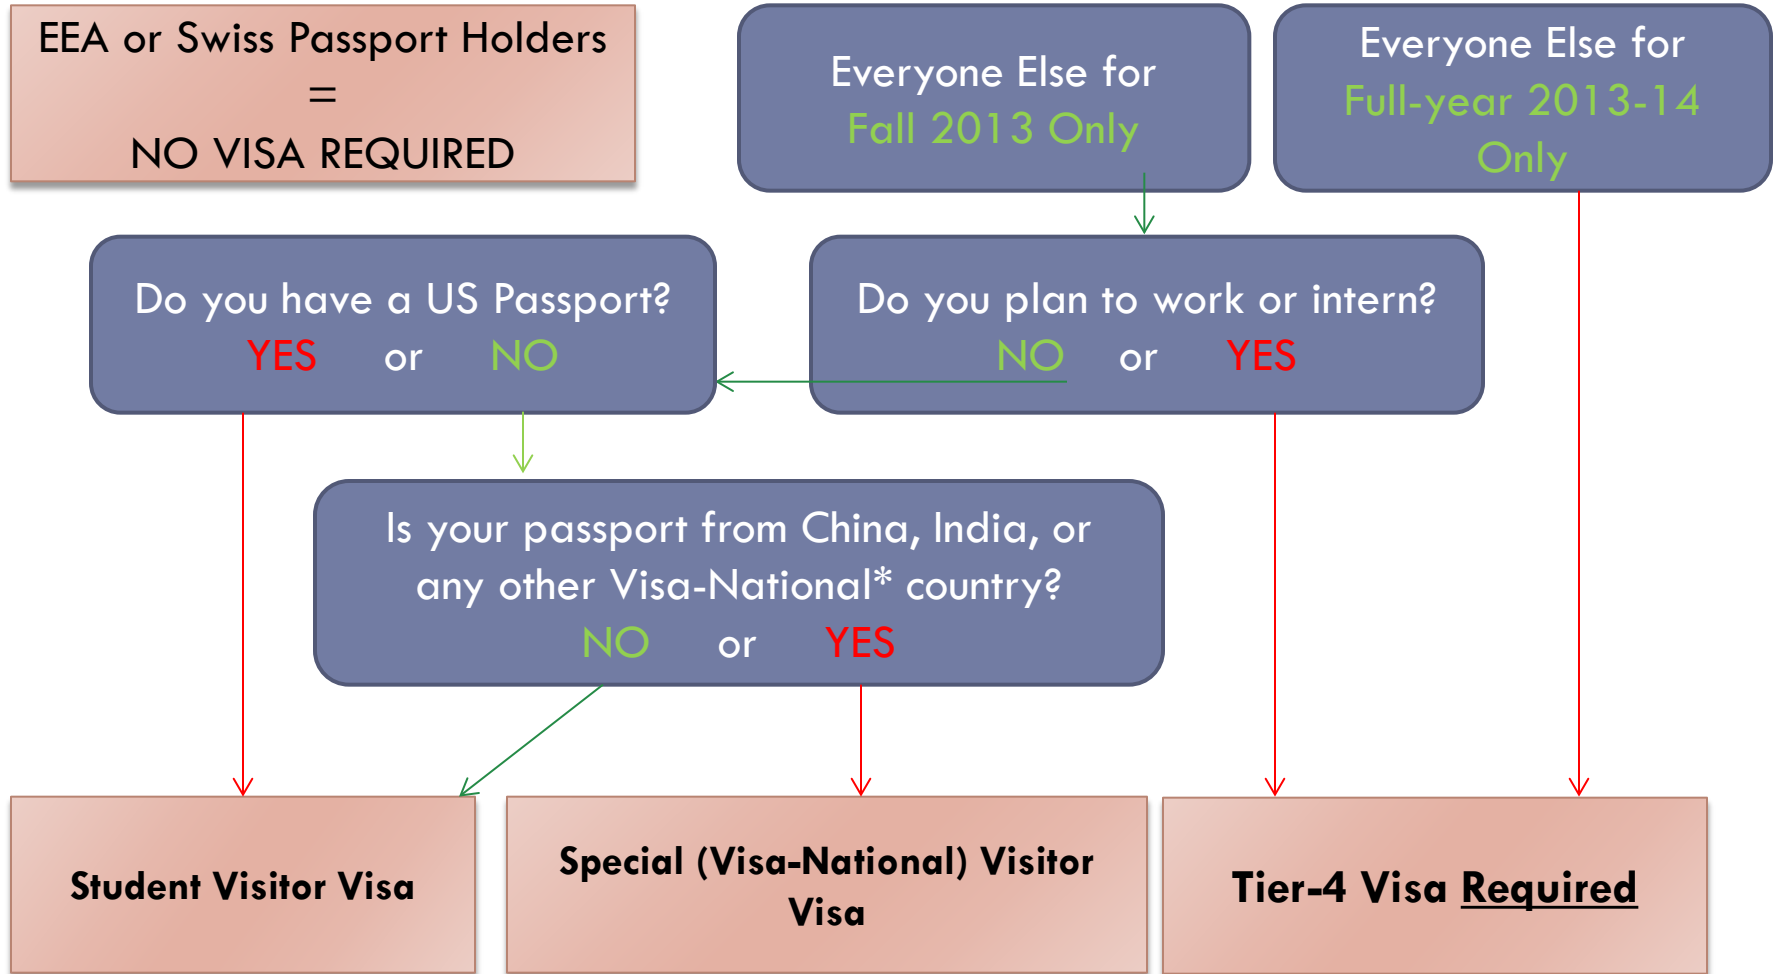 EEA or Swiss Passport Holders
=
NO VISA REQUIRED
Everyone Else for
Fall 2013 Only
Everyone Else for
Full-year 2013-14
Only
Do you have a US Passport?
YES or NO
Do you plan to work or intern?
NO or YES
Is your passport from China, India, or
any other Visa-National* country?
NO or YES
Student Visitor Visa
Special (Visa-National) Visitor
Visa
Tier-4 Visa Required